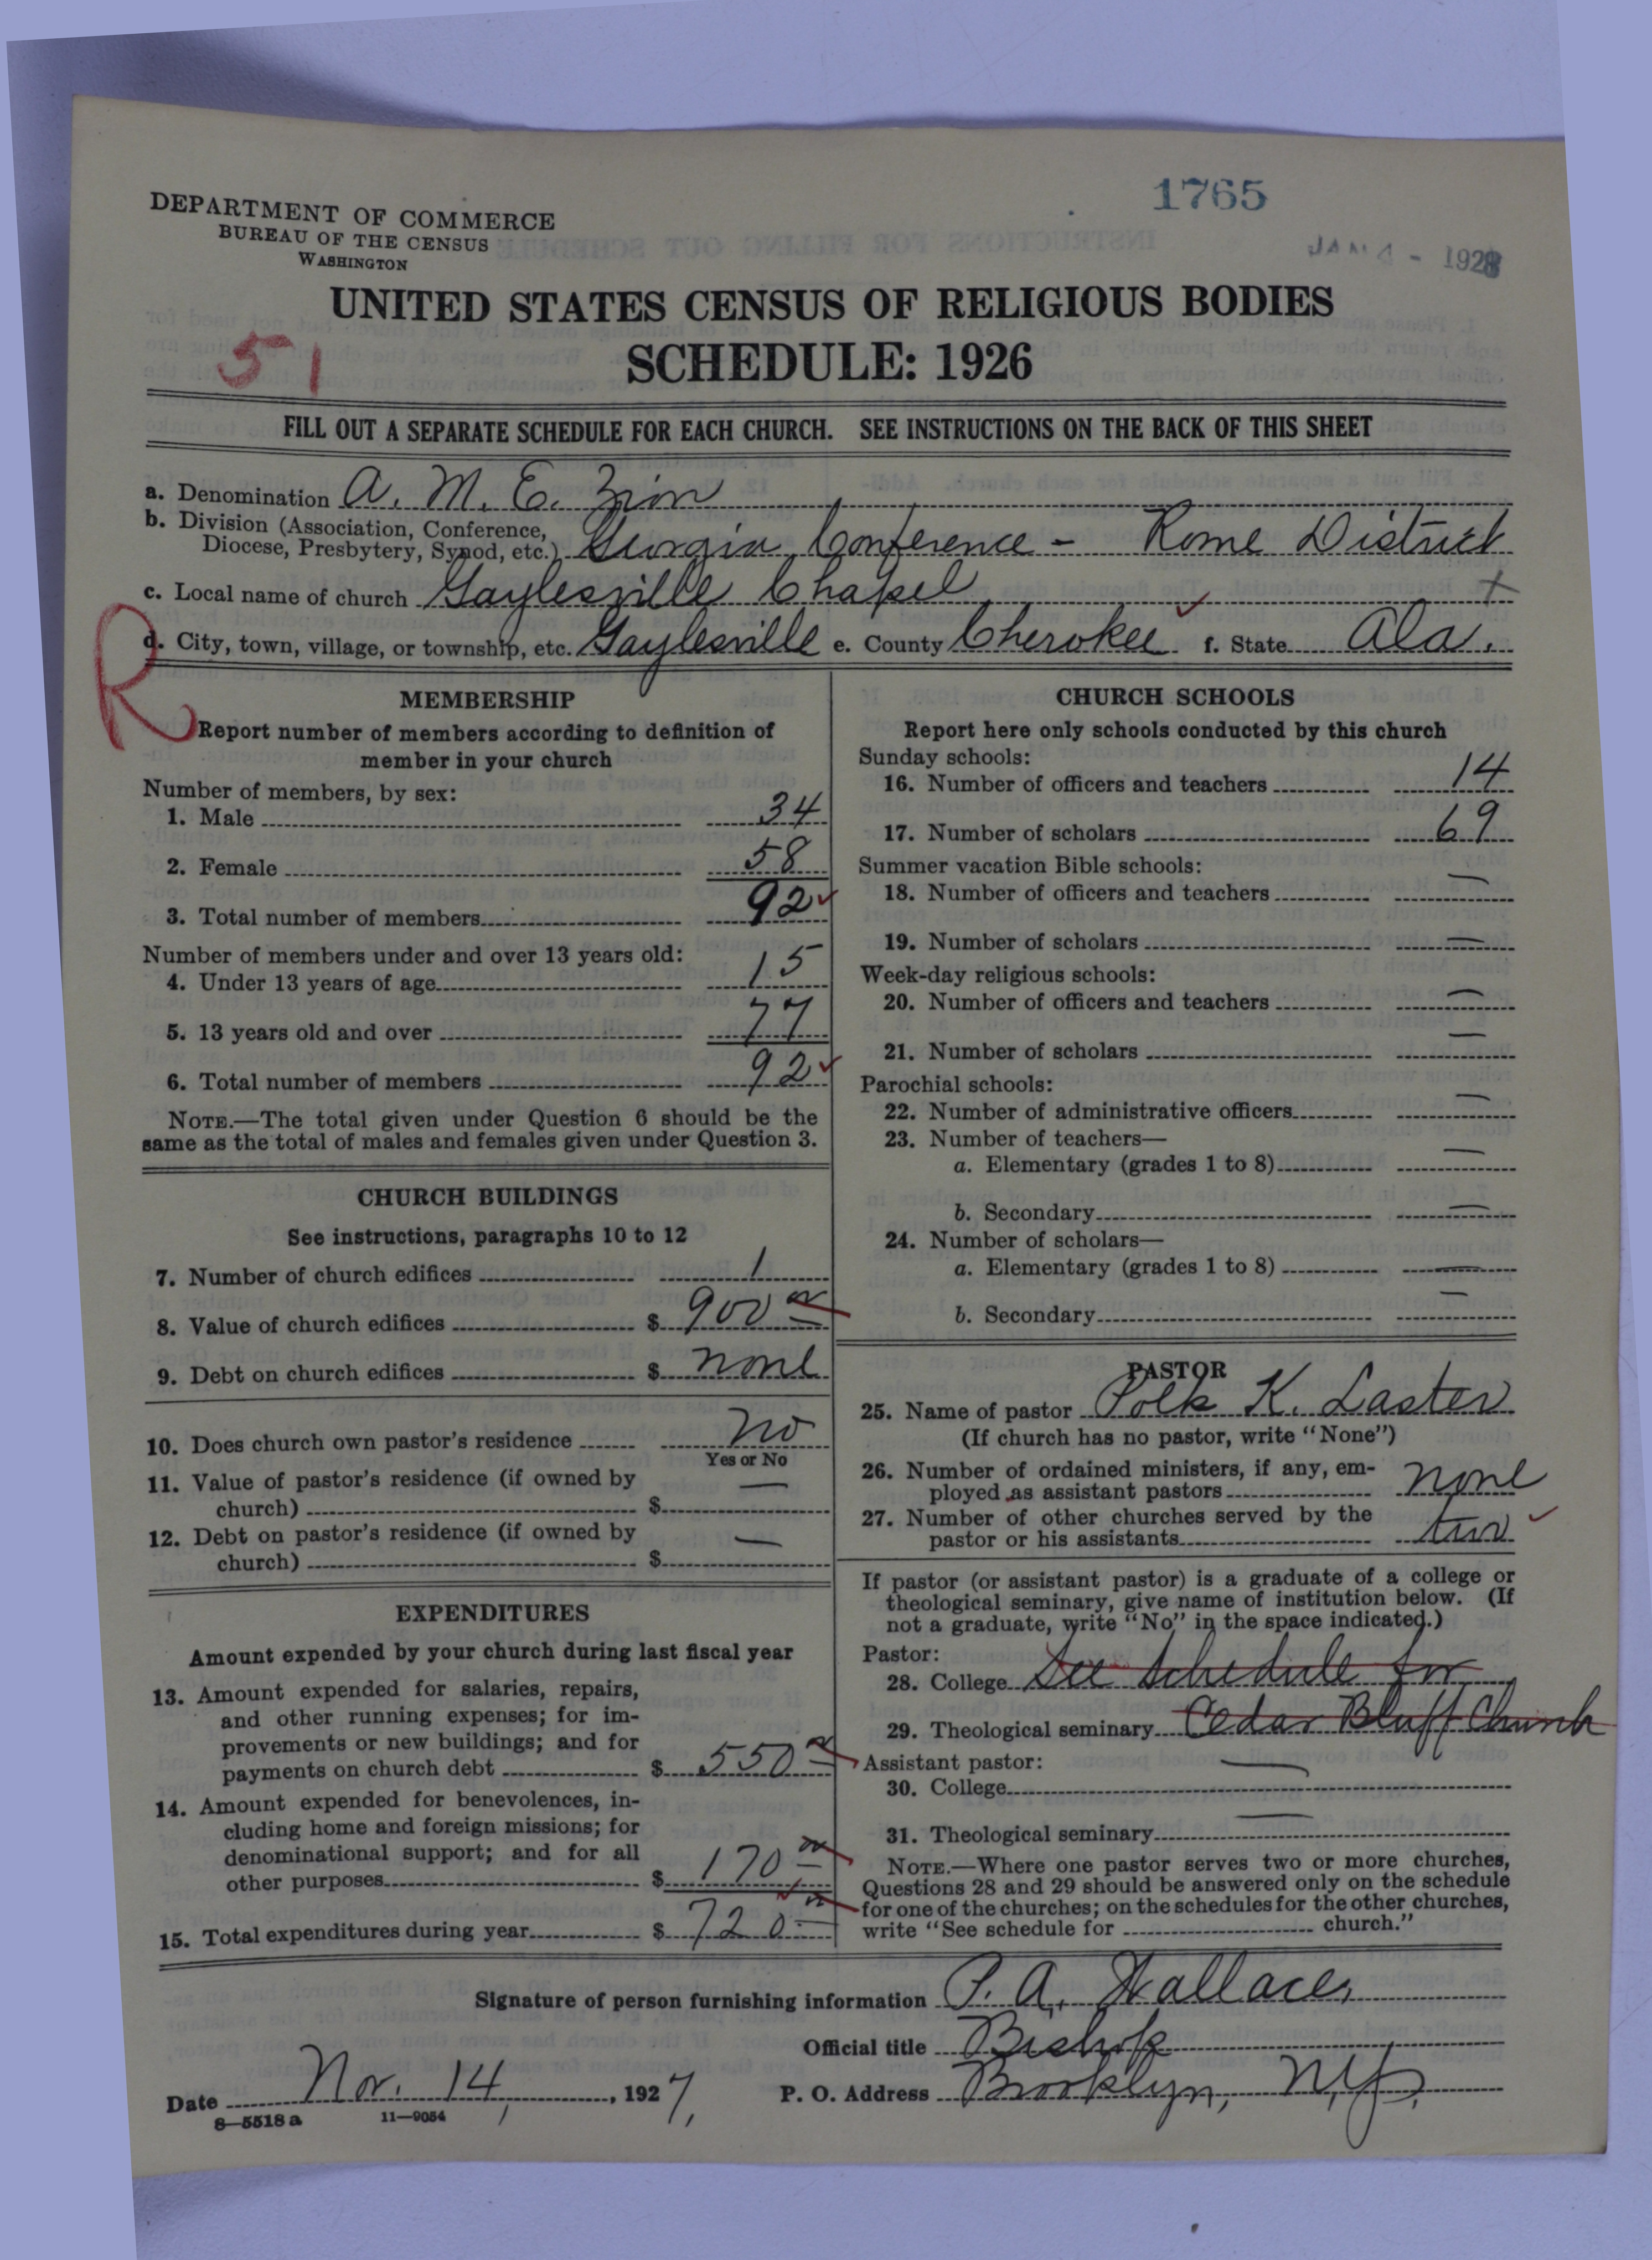 1765
JAN 4 - 1928
DEPARTMENT OF COMMERCE
BUREAU OF THE CENSUS
WASHINGTON
UNITED STATES CENSUS OF RELIGIOUS BODIES
51
SCHEDULE: 1926
FILL OUT A SEPARATE SCHEDULE FOR EACH CHURCH. SEE INSTRUCTIONS ON THE BACK OF THIS SHEET
a. Denomination A. M. E. Zion
b. Division (Association, Conference,
Diocese, Presbytery, Synod, etc.) Georgia Conference - Rome District
c. Local name of church Gaylesville Chapel
R
d. City, town, village, or township, etc. Gaylesville e. County Cherokee f. State Ala.
MEMBERSHIP
Report number of members according to definition of
member in your church
Number of members, by sex:
1. Male 34
2. Female 58
3. Total number of members 92
Number of members under and over 13 years old:
4. Under 13 years of age 15
5. 13 years old and over 77
6. Total number of members 92
NOTE.—The total given under Question 6 should be the
same as the total of males and females given under Question 3.
CHURCH BUILDINGS
See instructions, paragraphs 10 to 12
7. Number of church edifices 1
8. Value of church edifices $ 900 00
9. Debt on church edifices $ none
10. Does church own pastor's residence no
Yes or No
11. Value of pastor's residence (if owned by
church) $ —
12. Debt on pastor's residence (if owned by
church) $ —
EXPENDITURES
Amount expended by your church during last fiscal year
13. Amount expended for salaries, repairs,
and other running expenses; for im-
provements or new buildings; and for
payments on church debt $ 550 00
14. Amount expended for benevolences, in-
cluding home and foreign missions; for
denominational support; and for all
other purposes $ 170 00
15. Total expenditures during year $ 720 00
CHURCH SCHOOLS
Report here only schools conducted by this church
Sunday schools:
16. Number of officers and teachers 14
17. Number of scholars 69
Summer vacation Bible schools:
18. Number of officers and teachers —
19. Number of scholars —
Week-day religious schools:
20. Number of officers and teachers —
21. Number of scholars —
Parochial schools:
22. Number of administrative officers —
23. Number of teachers—
a. Elementary (grades 1 to 8) —
b. Secondary —
24. Number of scholars—
a. Elementary (grades 1 to 8) —
b. Secondary —
PASTOR
25. Name of pastor Polk K. Laster
(If church has no pastor, write "None")
26. Number of ordained ministers, if any, em-
ployed as assistant pastors none
27. Number of other churches served by the
pastor or his assistants two
If pastor (or assistant pastor) is a graduate of a college or
theological seminary, give name of institution below. (If
not a graduate, write "No" in the space indicated.)
Pastor:
28. College See Schedule for
29. Theological seminary Cedar Bluff Church
Assistant pastor:
30. College —
31. Theological seminary —
NOTE.—Where one pastor serves two or more churches,
Questions 28 and 29 should be answered only on the schedule
for one of the churches; on the schedules for the other churches,
write "See schedule for church."
Signature of person furnishing information P. A. Wallace,
Official title Bishop
Date Nov. 14, 1927, P. O. Address Brooklyn, N.Y.
8—5518 a 11—9054